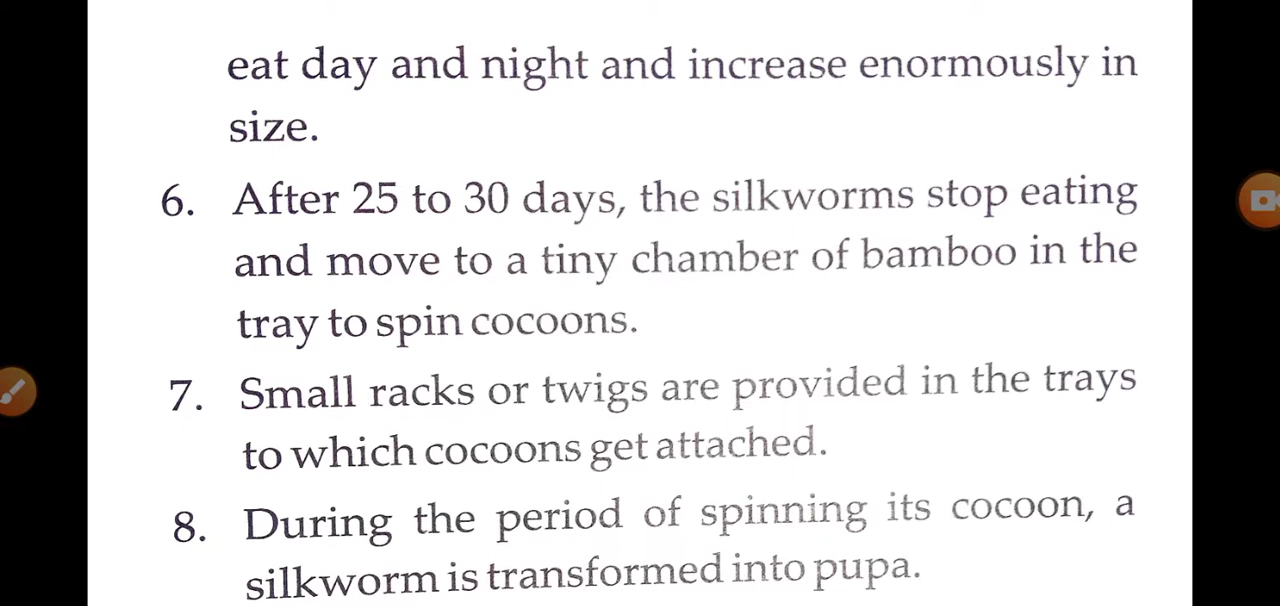 eat day and night and increase enormously in
size.
6. After 25 to 30 days, the silkworms stop eating
and move to a tiny chamber of bamboo in the
tray to spin cocoons.
7. Small racks or twigs are provided in the trays
to which cocoons get attached.
8. During the period of spinning its cocoon, a
silkworm is transformed into pupa.